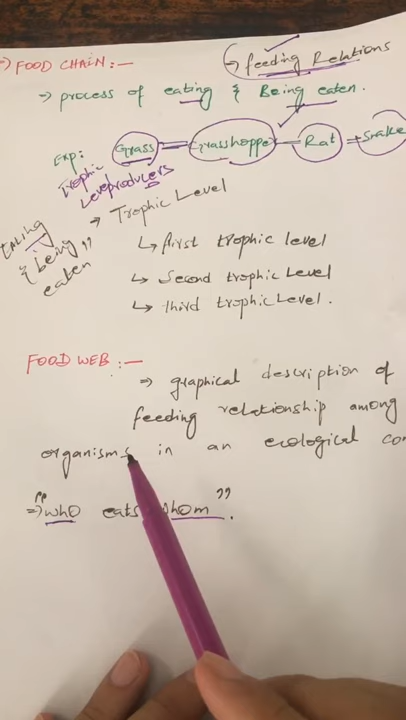 → FOOD CHAIN:- → feeding Relations
→ process of eating & Being eaten.
Exp: Grass Grasshopper Rat Snake
Trophic
Level producers
→ Trophic Level
Eating
& being
eaten"
↳ first trophic level
↳ Second trophic Level
↳ third trophic Level.
FOOD WEB:-
⇒ graphical description of
feeding relationship among
organisms in an ecological co
"⇒ who eats whom".